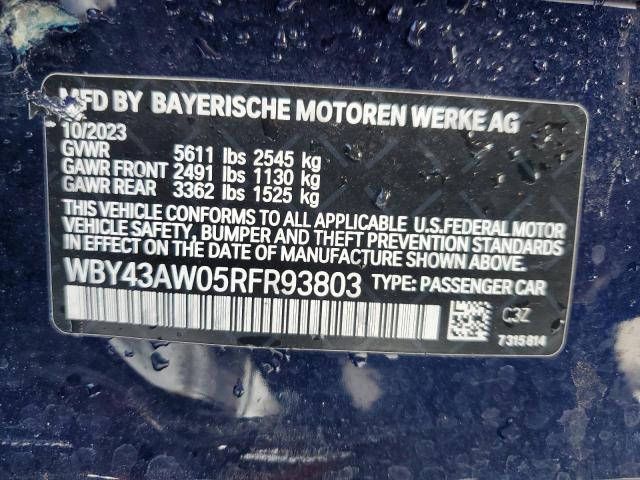 MFD BY BAYERISCHE MOTOREN WERKE AG
10/2023
GVWR 5611 lbs 2545 kg
GAWR FRONT 2491 lbs 1130 kg
GAWR REAR 3362 lbs 1525 kg
THIS VEHICLE CONFORMS TO ALL APPLICABLE U.S.FEDERAL MOTOR
VEHICLE SAFETY, BUMPER, AND THEFT PREVENTION STANDARDS
IN EFFECT ON THE DATE OF MANUFACTURE SHOWN ABOVE.
WBY43AW05RFR93803 TYPE: PASSENGER CAR
C3Z
7315814